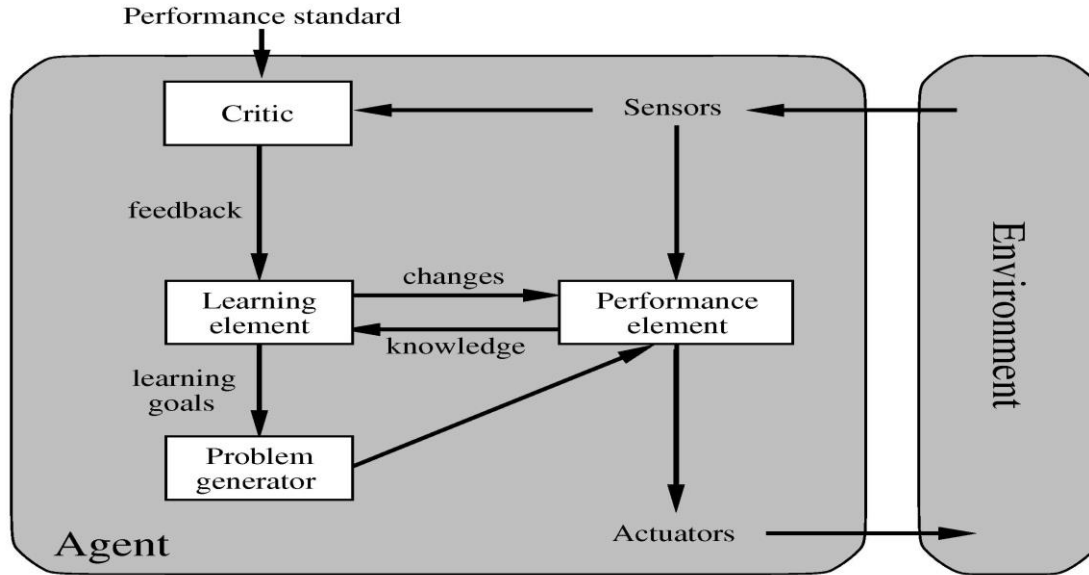 Performance standard
Critic
Sensors
feedback
Learning
element
changes
knowledge
Performance
element
learning
goals
Problem
generator
Actuators
Agent
Environment